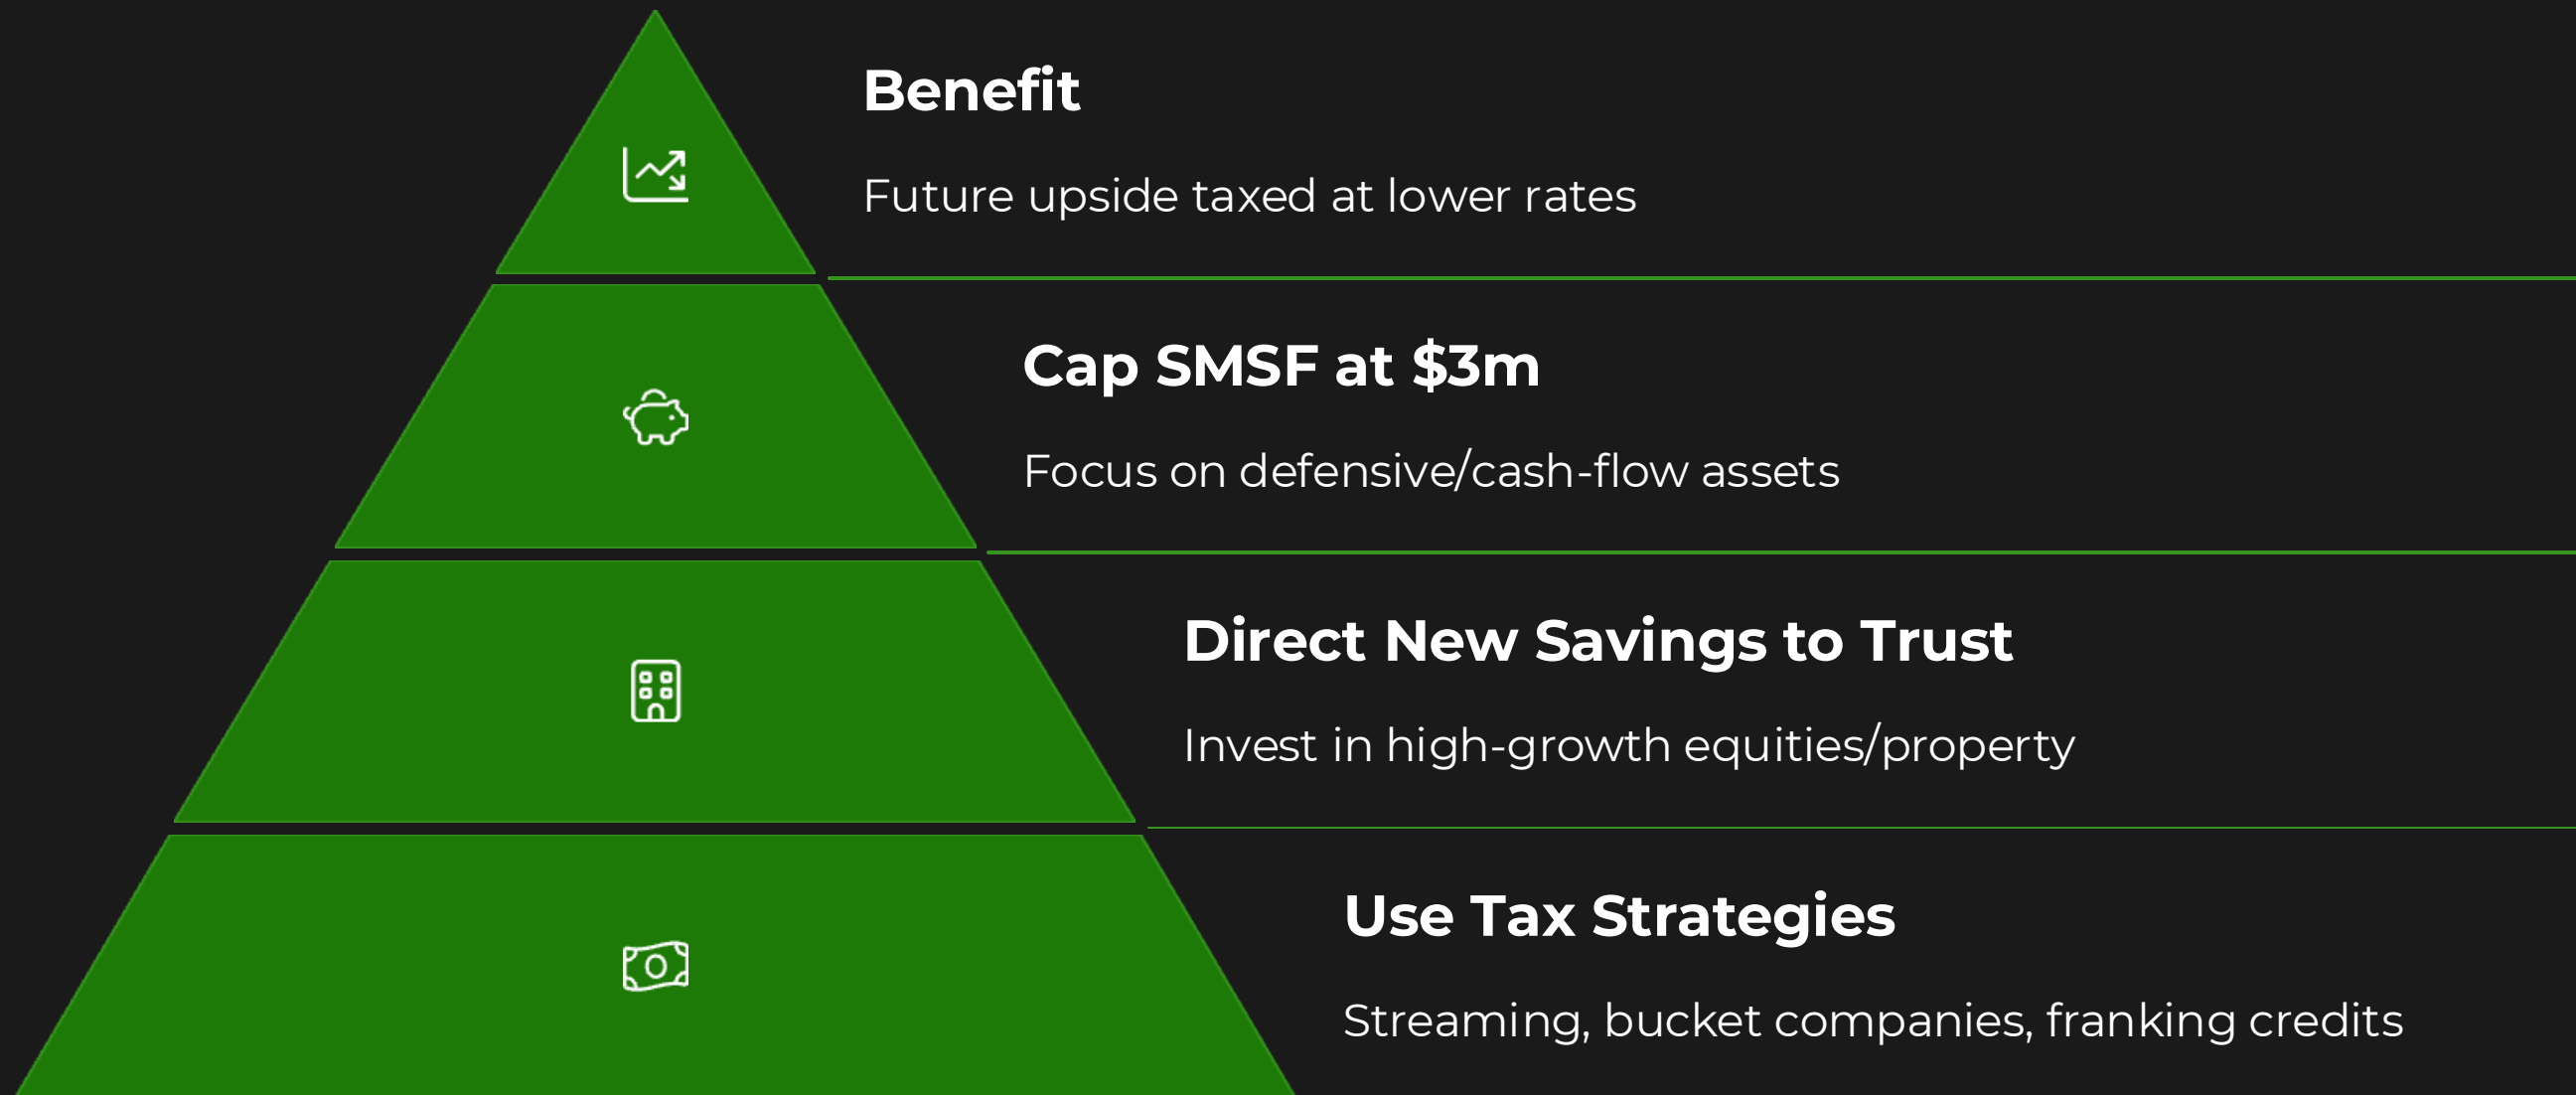 Benefit
Future upside taxed at lower rates
Cap SMSF at $3m
Focus on defensive/cash-flow assets
Direct New Savings to Trust
Invest in high-growth equities/property
Use Tax Strategies
Streaming, bucket companies, franking credits